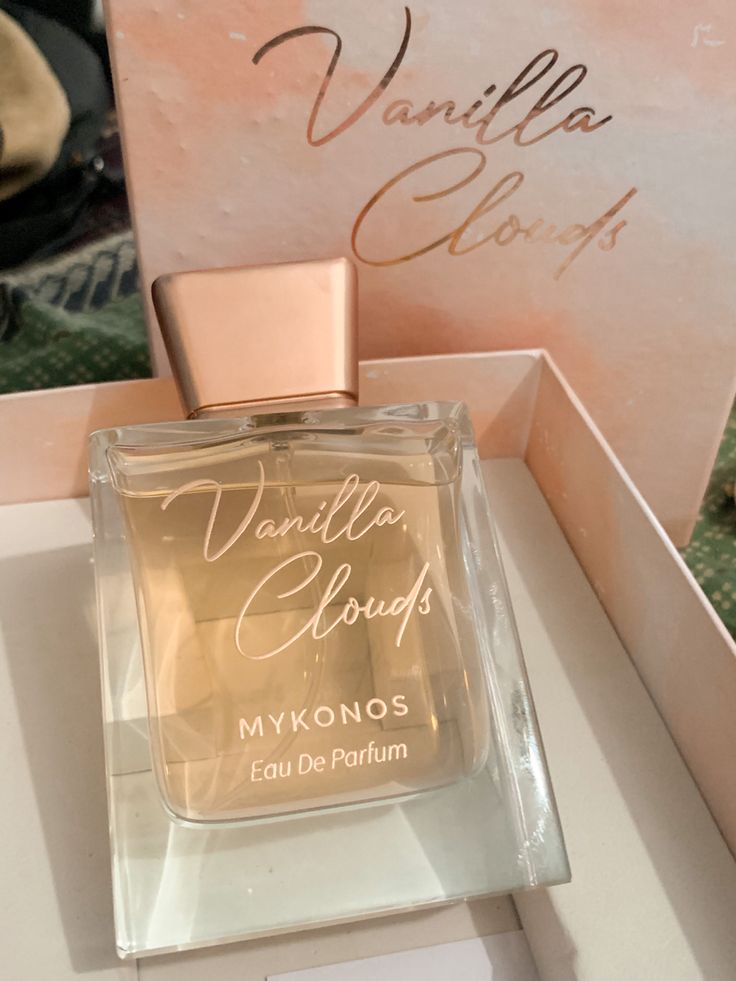 Vanilla
Clouds
Vanilla
Clouds
MYKONOS
Eau De Parfum